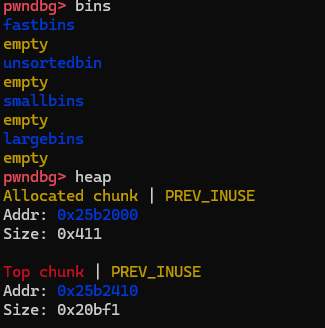 pwndbg> bins
fastbins
empty
unsortedbin
empty
smallbins
empty
largebins
empty
pwndbg> heap
Allocated chunk | PREV_INUSE
Addr: 0x25b2000
Size: 0x411
Top chunk | PREV_INUSE
Addr: 0x25b2410
Size: 0x20bf1